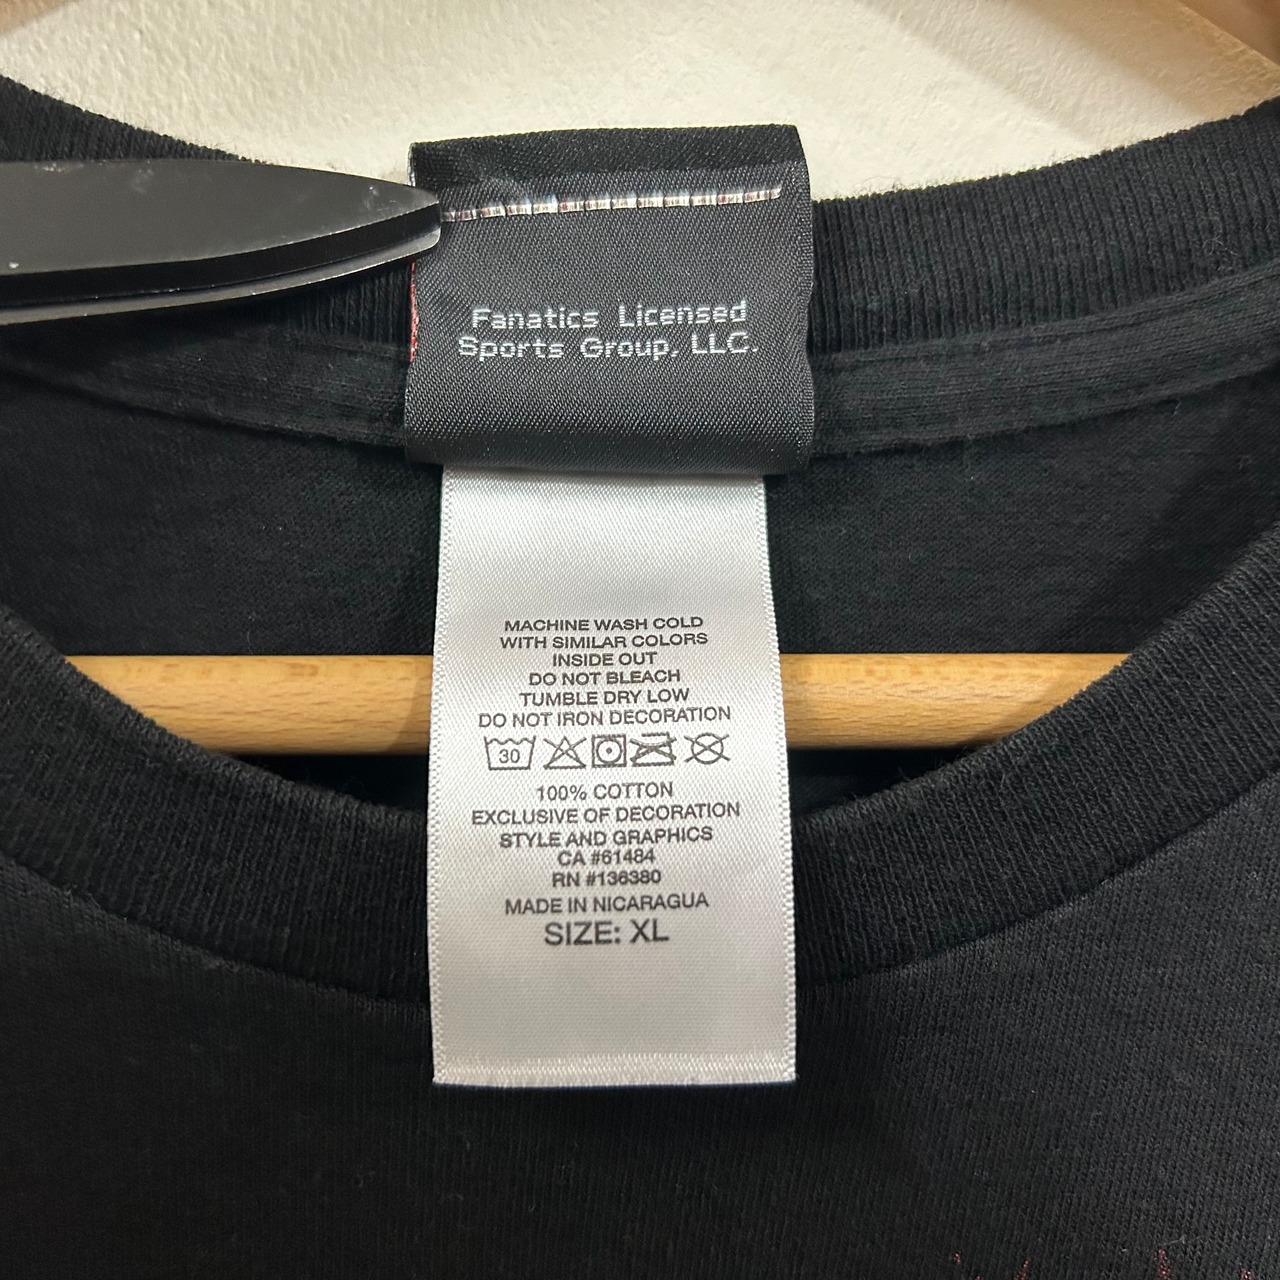 Fanatics Licensed
Sports Group, LLC.
MACHINE WASH COLD
WITH SIMILAR COLORS
INSIDE OUT
DO NOT BLEACH
TUMBLE DRY LOW
DO NOT IRON DECORATION
30
100% COTTON
EXCLUSIVE OF DECORATION
STYLE AND GRAPHICS
CA #61484
RN #136380
MADE IN NICARAGUA
SIZE: XL